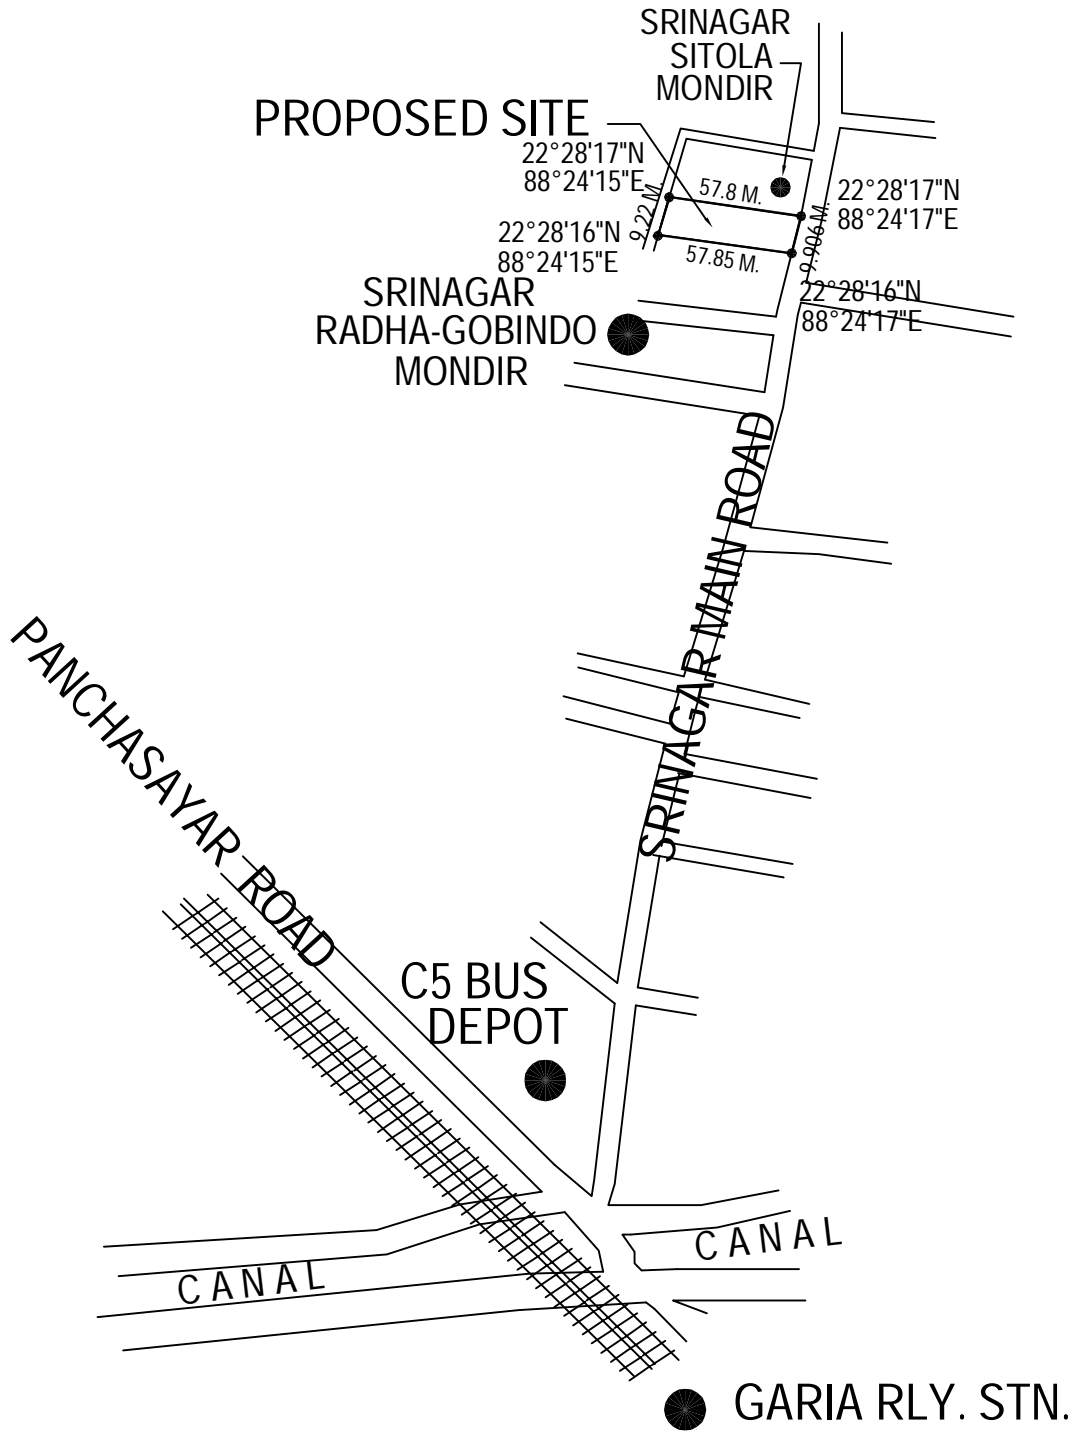 SRINAGAR
SITOLA
MONDIR
PROPOSED SITE
22°28'17"N
88°24'15"E
57.8 M.
22°28'17"N
88°24'17"E
9.22 M.
9.906 M.
22°28'16"N
88°24'15"E
57.85 M.
22°28'16"N
88°24'17"E
SRINAGAR
RADHA-GOBINDO
MONDIR
SRINAGAR MAIN ROAD
PANCHASAYAR ROAD
C5 BUS
DEPOT
CANAL
CANAL
GARIA RLY. STN.